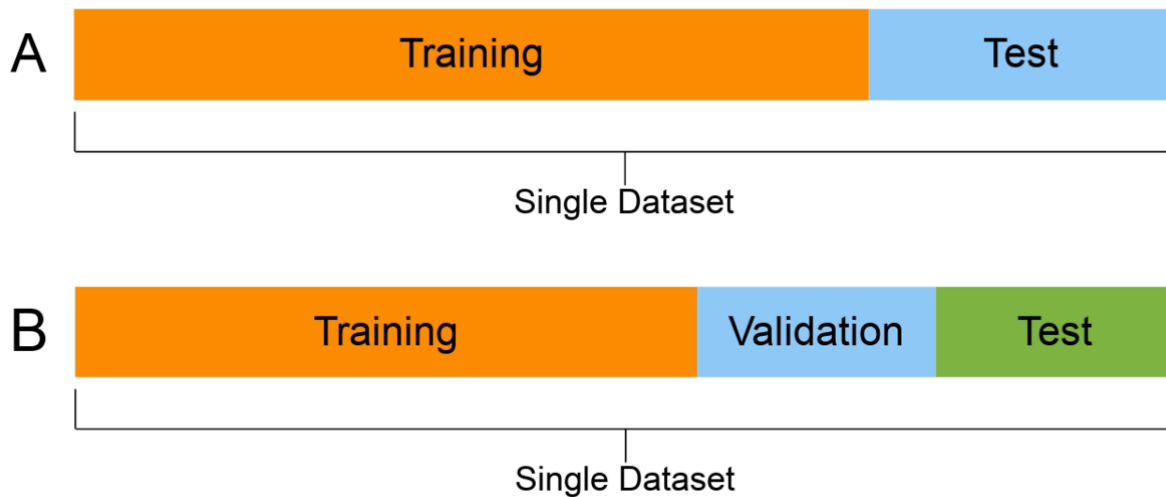 A Training Test
Single Dataset
B Training Validation Test
Single Dataset